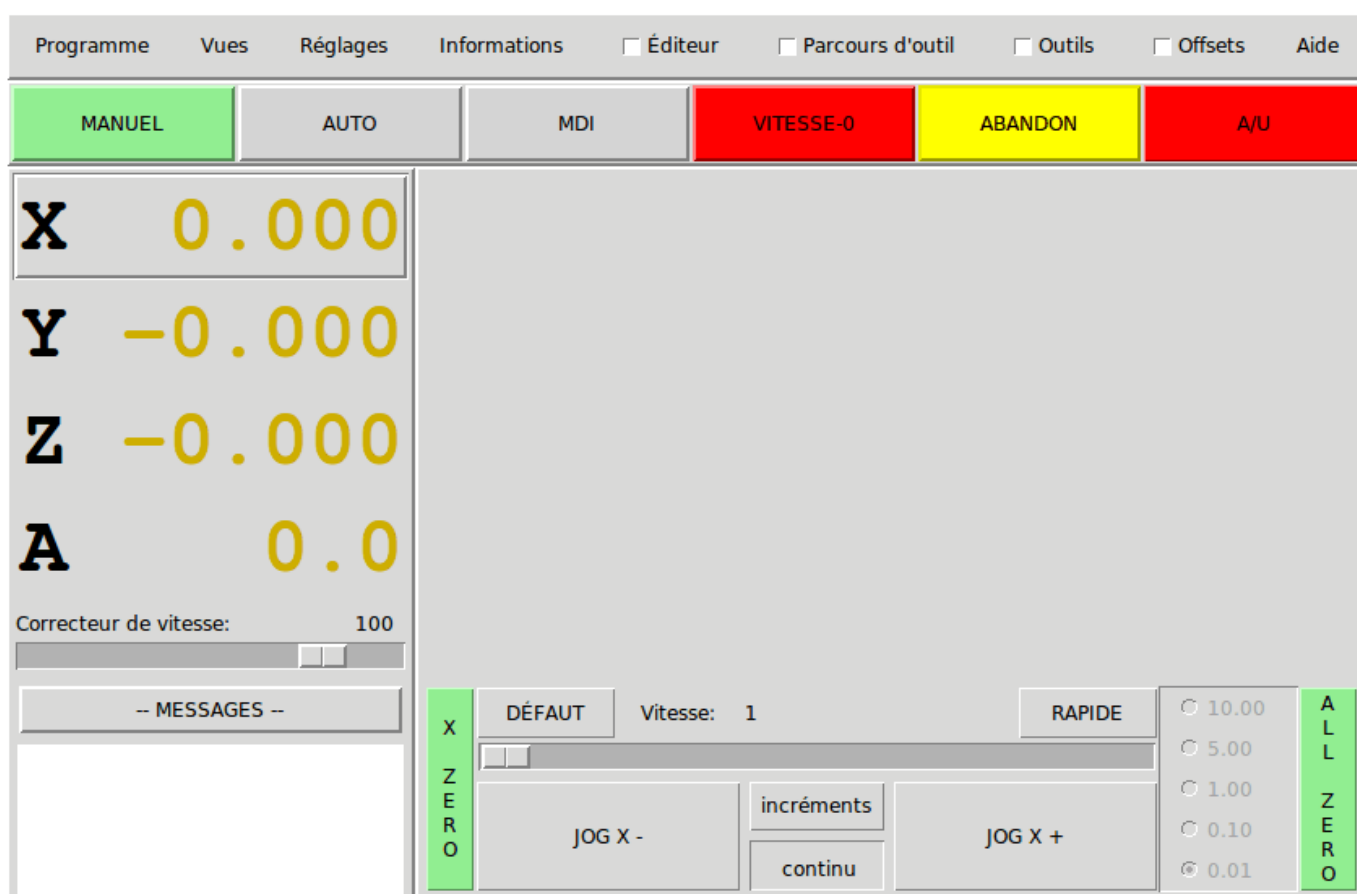 Programme Vues Réglages Informations Éditeur Parcours d'outil Outils Offsets Aide
MANUEL AUTO MDI VITESSE-0 ABANDON A/U
X 0.000
Y -0.000
Z -0.000
A 0.0
Correcteur de vitesse: 100
-- MESSAGES --
X ZERO
DÉFAUT Vitesse: 1 RAPIDE
JOG X -
incréments
continu
JOG X +
10.00
5.00
1.00
0.10
0.01
ALL ZERO